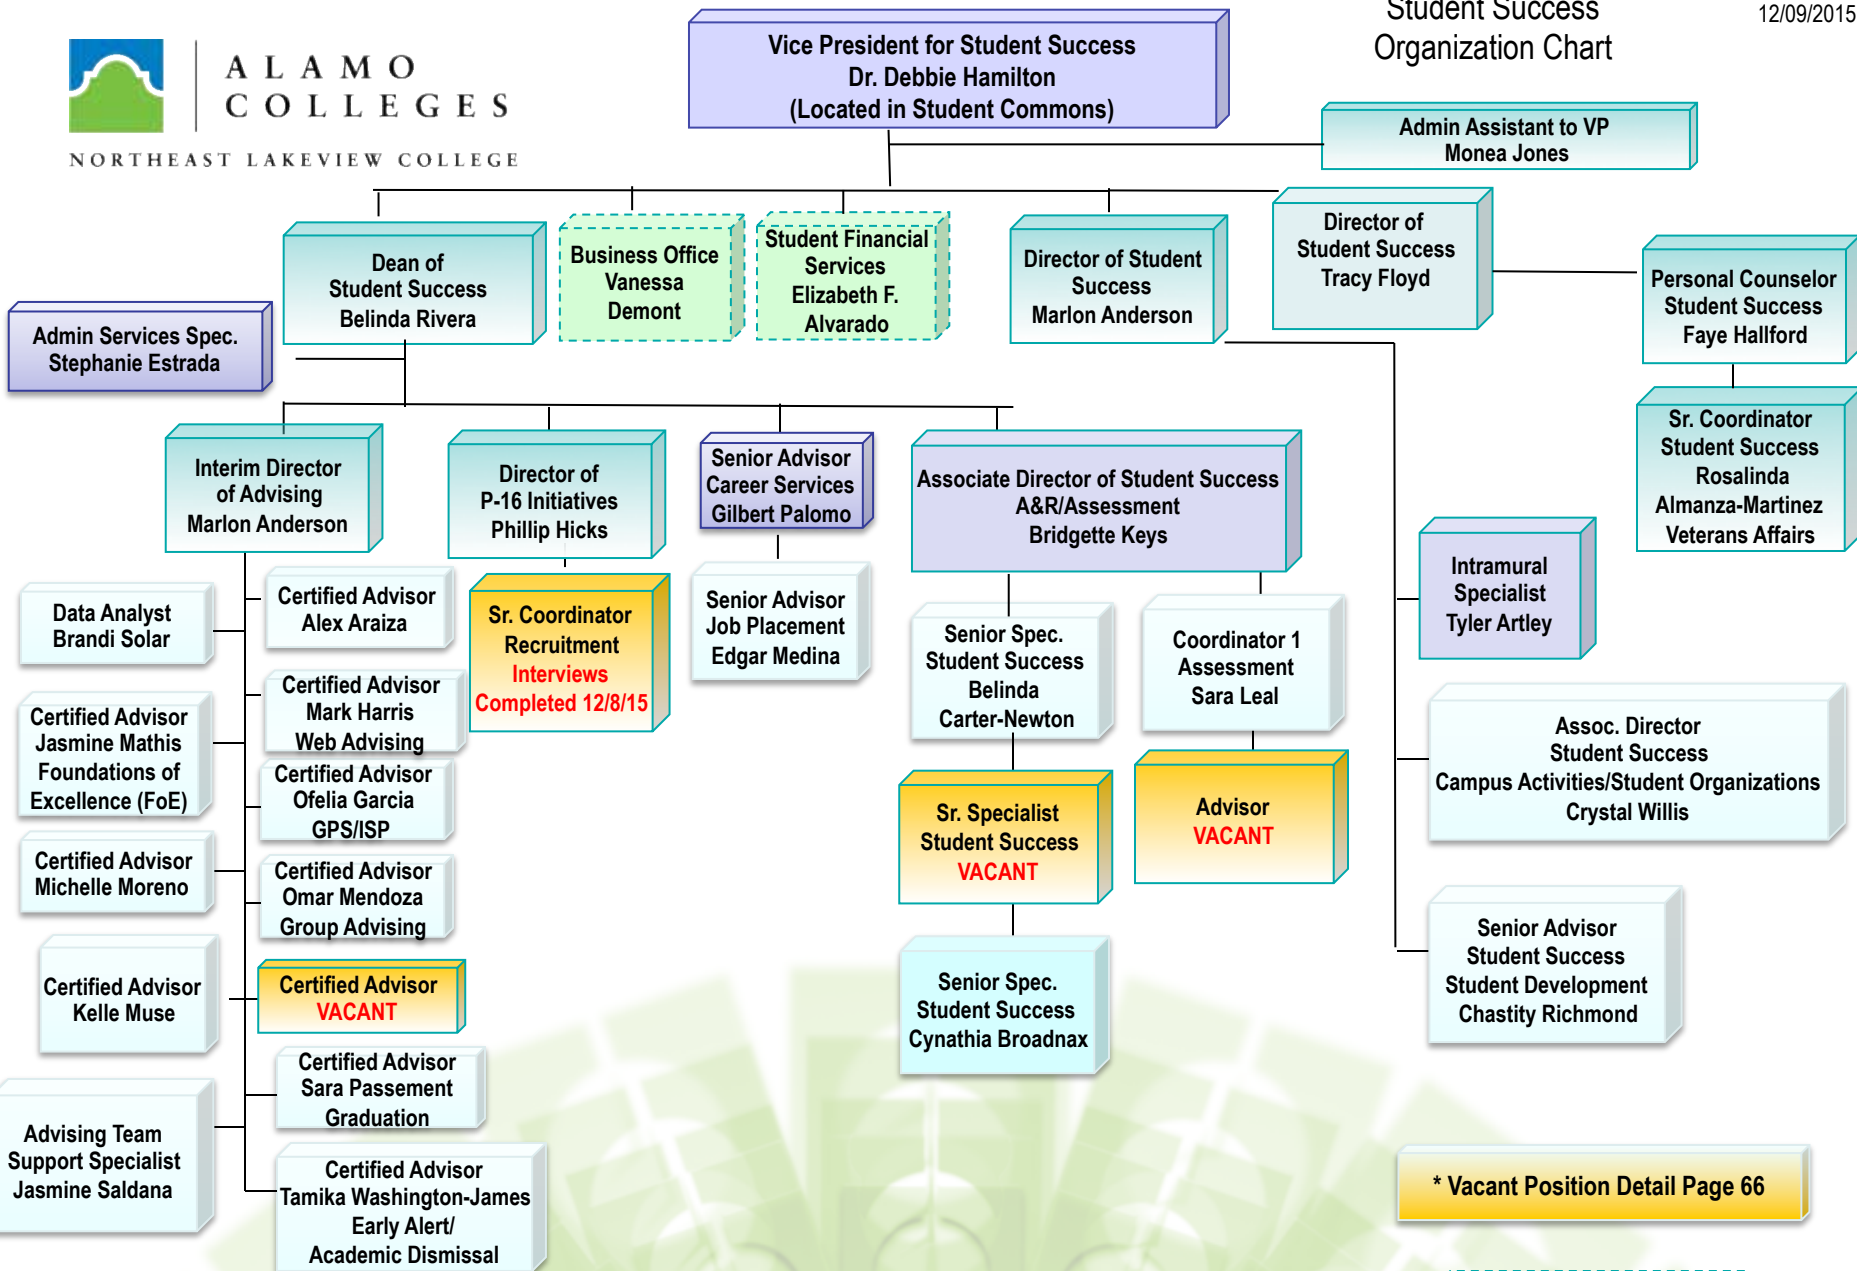 Student Success
Organization Chart
12/09/2015
ALAMO
COLLEGES
NORTHEAST LAKEVIEW COLLEGE
Vice President for Student Success
Dr. Debbie Hamilton
(Located in Student Commons)
Admin Assistant to VP
Monea Jones
Dean of
Student Success
Belinda Rivera
Business Office
Vanessa
Demont
Student Financial
Services
Elizabeth F.
Alvarado
Director of Student
Success
Marlon Anderson
Director of
Student Success
Tracy Floyd
Personal Counselor
Student Success
Faye Hallford
Admin Services Spec.
Stephanie Estrada
Sr. Coordinator
Student Success
Rosalinda
Almanza-Martinez
Veterans Affairs
Interim Director
of Advising
Marlon Anderson
Director of
P-16 Initiatives
Phillip Hicks
Senior Advisor
Career Services
Gilbert Palomo
Associate Director of Student Success
A&R/Assessment
Bridgette Keys
Intramural
Specialist
Tyler Artley
Data Analyst
Brandi Solar
Certified Advisor
Alex Araiza
Sr. Coordinator
Recruitment
Interviews
Completed 12/8/15
Senior Advisor
Job Placement
Edgar Medina
Senior Spec.
Student Success
Belinda
Carter-Newton
Coordinator 1
Assessment
Sara Leal
Certified Advisor
Jasmine Mathis
Foundations of
Excellence (FoE)
Certified Advisor
Mark Harris
Web Advising
Certified Advisor
Ofelia Garcia
GPS/ISP
Assoc. Director
Student Success
Campus Activities/Student Organizations
Crystal Willis
Sr. Specialist
Student Success
VACANT
Advisor
VACANT
Certified Advisor
Michelle Moreno
Certified Advisor
Omar Mendoza
Group Advising
Senior Advisor
Student Success
Student Development
Chastity Richmond
Certified Advisor
Kelle Muse
Certified Advisor
VACANT
Senior Spec.
Student Success
Cynathia Broadnax
Certified Advisor
Sara Passement
Graduation
Advising Team
Support Specialist
Jasmine Saldana
Certified Advisor
Tamika Washington-James
Early Alert/
Academic Dismissal
* Vacant Position Detail Page 66